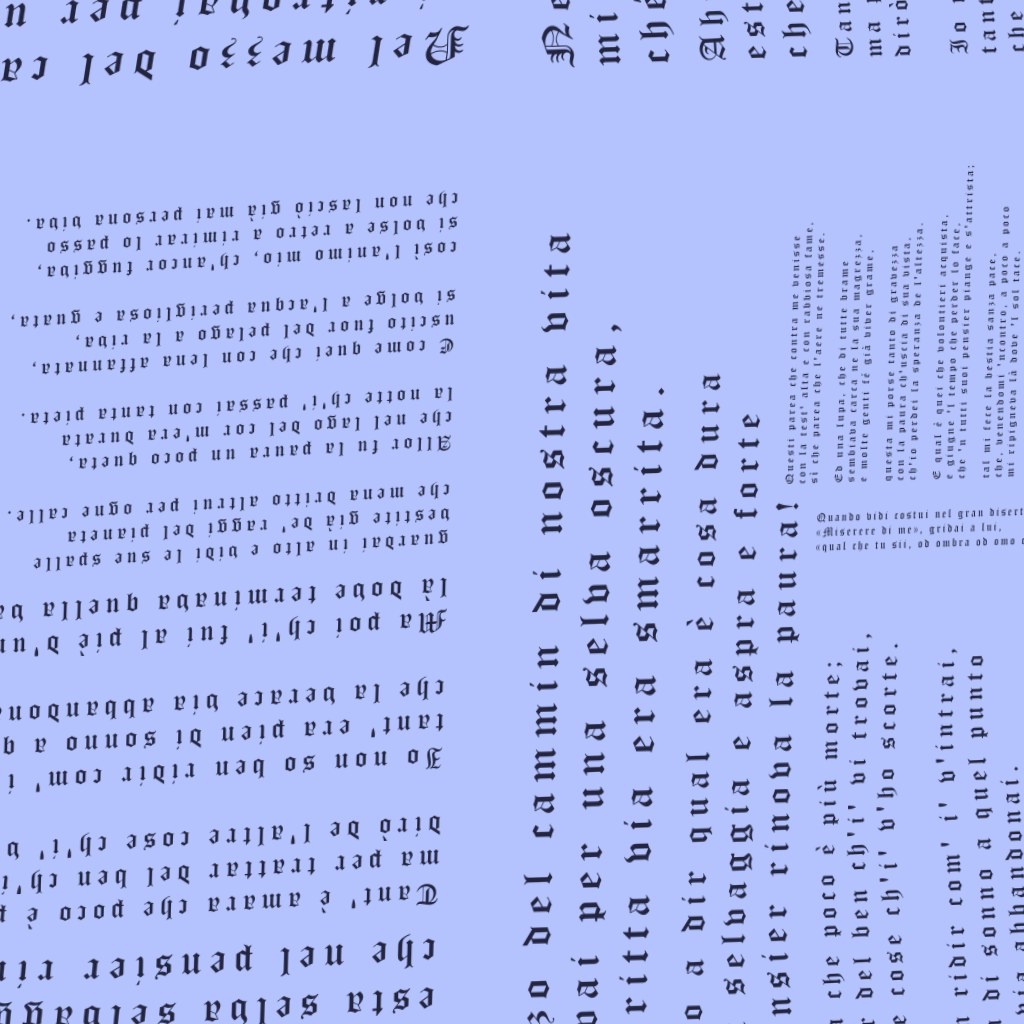 esta selva selvagg
che nel pensier rin
Tant' è amara che poco è
ma per trattar del ben ch'i'
dirò de l'altre cose ch'i' v
Io non so ben ridir com' i
tant' era pien di sonno a q
che la verace via abbandona
Ma poi ch'i' fui al piè d'un
là dove terminava quella va
guardai in alto e vidi le sue spalle
vestite già de' raggi del pianeta
che mena dritto altrui per ogne calle.
Allor fu la paura un poco queta,
che nel lago del cor m'era durata
la notte ch'i' passai con tanta pieta.
E come quei che con lena affannata,
uscito fuor del pelago a la riva,
si volge a l'acqua perigliosa e guata,
così l'animo mio, ch'ancor fuggiva,
si volse a retro a rimirar lo passo
che non lasciò già mai persona viva.
Nel mezzo del ca
mi ritrovai per u
zo del cammin di nostra vita
ai per una selva oscura,
ritta via era smarrita.
o a dir qual era è cosa dura
selvaggia e aspra e forte
nsier rinova la paura!
che poco è più morte;
del ben ch'i' vi trovai,
e cose ch'i' v'ho scorte.
ridir com' i' v'intrai,
di sonno a quel punto
via abbandonai.
Ne
mi
ché
Ah
est
che
Tan
ma
dirò
Io
tant
che
Questi parea che contra me venisse
con la test' alta e con rabbiosa fame,
sì che parea che l'aere ne tremesse.
Ed una lupa, che di tutte brame
sembiava carca ne la sua magrezza,
e molte genti fé già viver grame,
questa mi porse tanto di gravezza
con la paura ch'uscia di sua vista,
ch'io perdei la speranza de l'altezza.
E qual è quei che volontieri acquista,
e giugne 'l tempo che perder lo face,
che 'n tutti suoi pensier piange e s'attrista;
tal mi fece la bestia sanza pace,
che, venendomi 'ncontro, a poco a poco
mi ripigneva là dove 'l sol tace.
Quando vidi costui nel gran disert
«Miserere di me», gridai a lui,
«qual che tu sii, od ombra od omo c